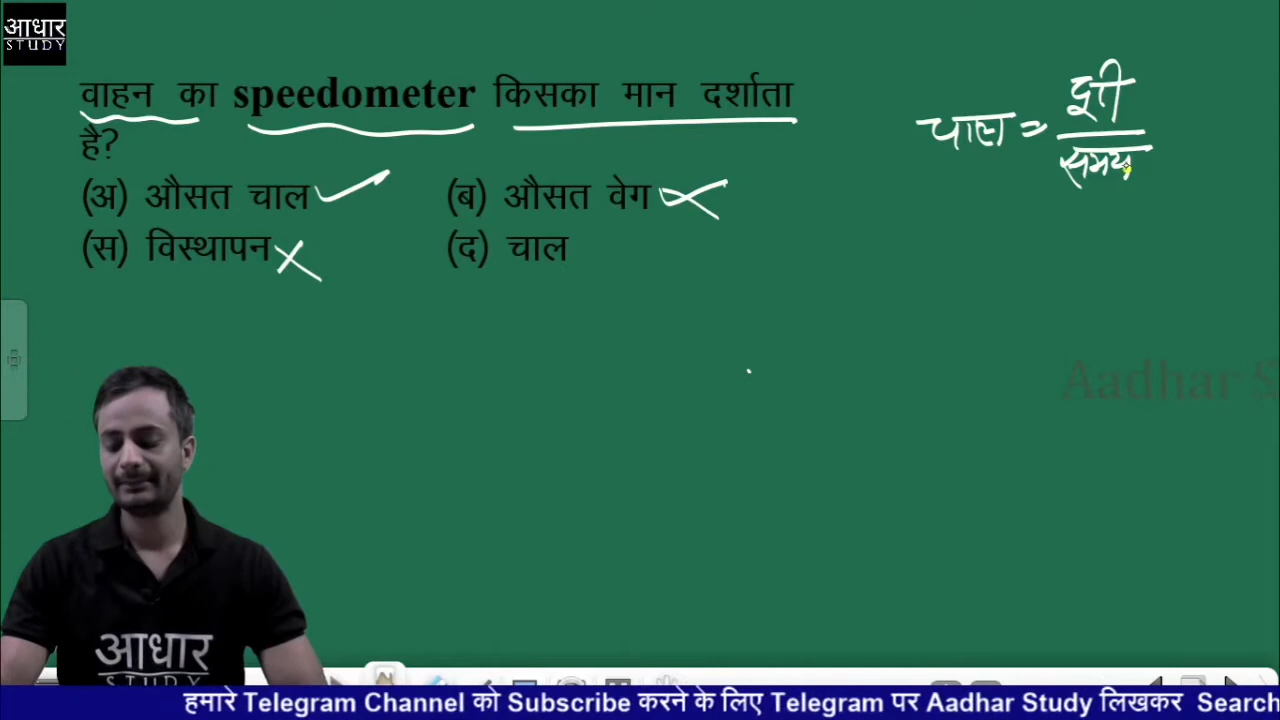 आधार
STUDY
वाहन का speedometer किसका मान दर्शाता
है?
(अ) औसत चाल
(ब) औसत वेग
(स) विस्थापन
(द) चाल
चाल = दूरी
समय
Aadhar S
आधार
STUDY
हमारे Telegram Channel को Subscribe करने के लिए Telegram पर Aadhar Study लिखकर Search